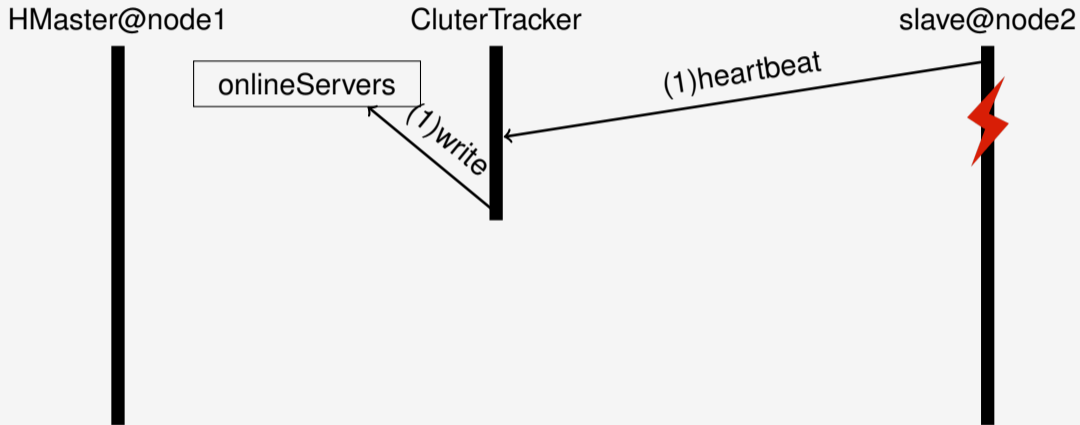 HMaster@node1
CluterTracker
slave@node2
onlineServers
(1)heartbeat
(1)write